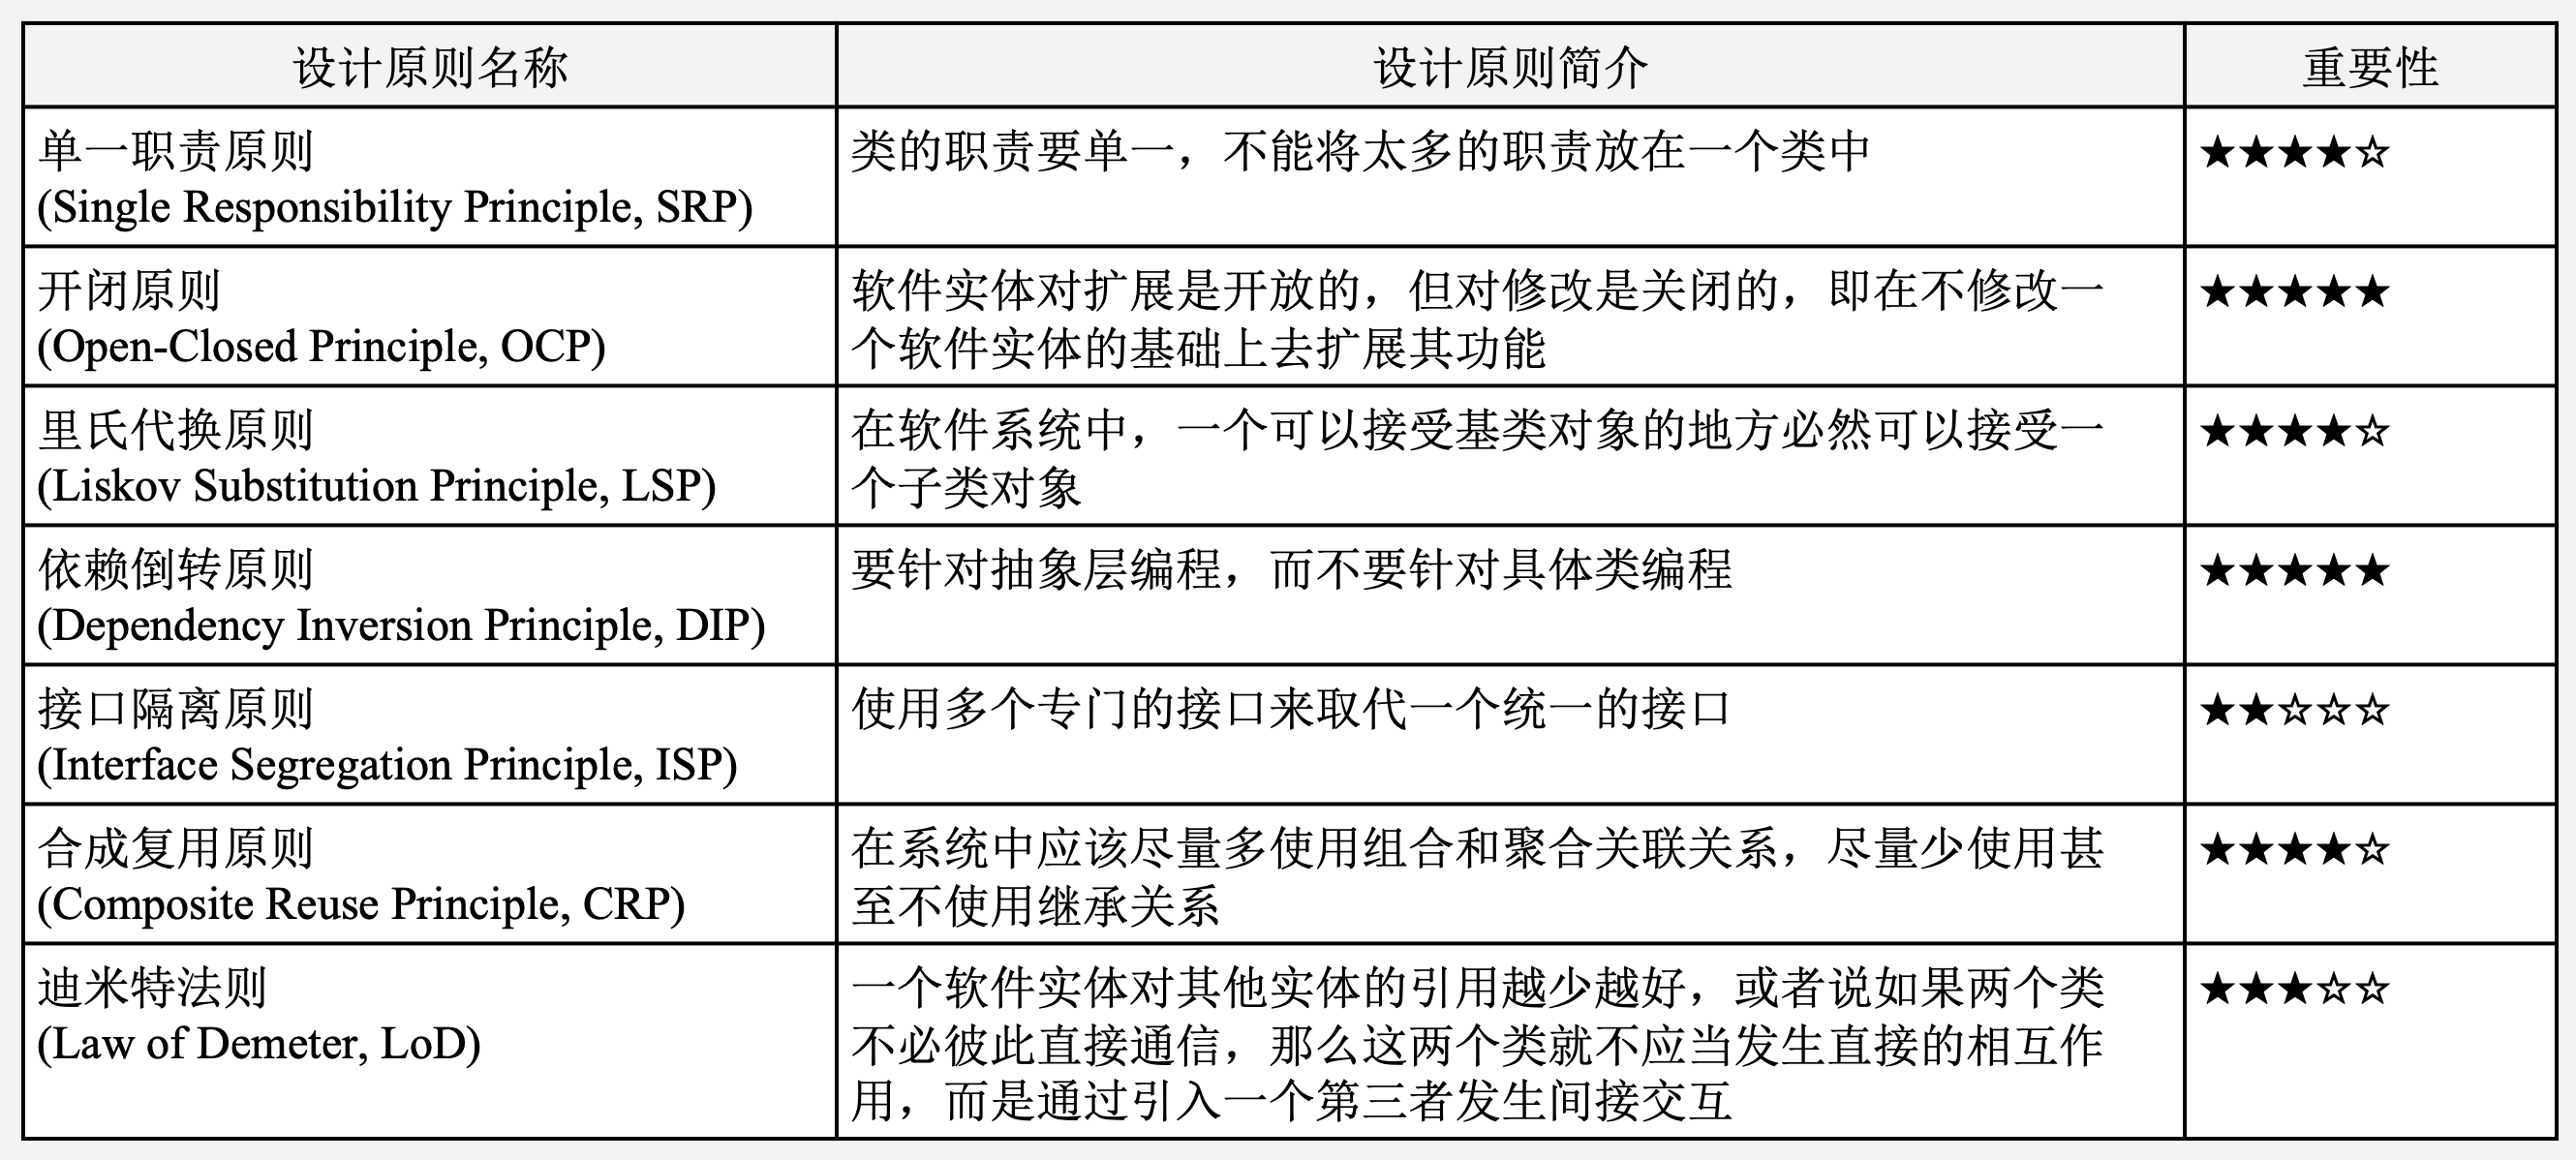 设计原则名称
设计原则简介
重要性
单一职责原则
(Single Responsibility Principle, SRP)
类的职责要单一，不能将太多的职责放在一个类中
★★★★☆
开闭原则
(Open-Closed Principle, OCP)
软件实体对扩展是开放的，但对修改是关闭的，即在不修改一
个软件实体的基础上去扩展其功能
★★★★★
里氏代换原则
(Liskov Substitution Principle, LSP)
在软件系统中，一个可以接受基类对象的地方必然可以接受一
个子类对象
★★★★☆
依赖倒转原则
(Dependency Inversion Principle, DIP)
要针对抽象层编程，而不要针对具体类编程
★★★★★
接口隔离原则
(Interface Segregation Principle, ISP)
使用多个专门的接口来取代一个统一的接口
★★☆☆☆
合成复用原则
(Composite Reuse Principle, CRP)
在系统中应该尽量多使用组合和聚合关联关系，尽量少使用甚
至不使用继承关系
★★★★☆
迪米特法则
(Law of Demeter, LoD)
一个软件实体对其他实体的引用越少越好，或者说如果两个类
不必彼此直接通信，那么这两个类就不应当发生直接的相互作
用，而是通过引入一个第三者发生间接交互
★★★☆☆